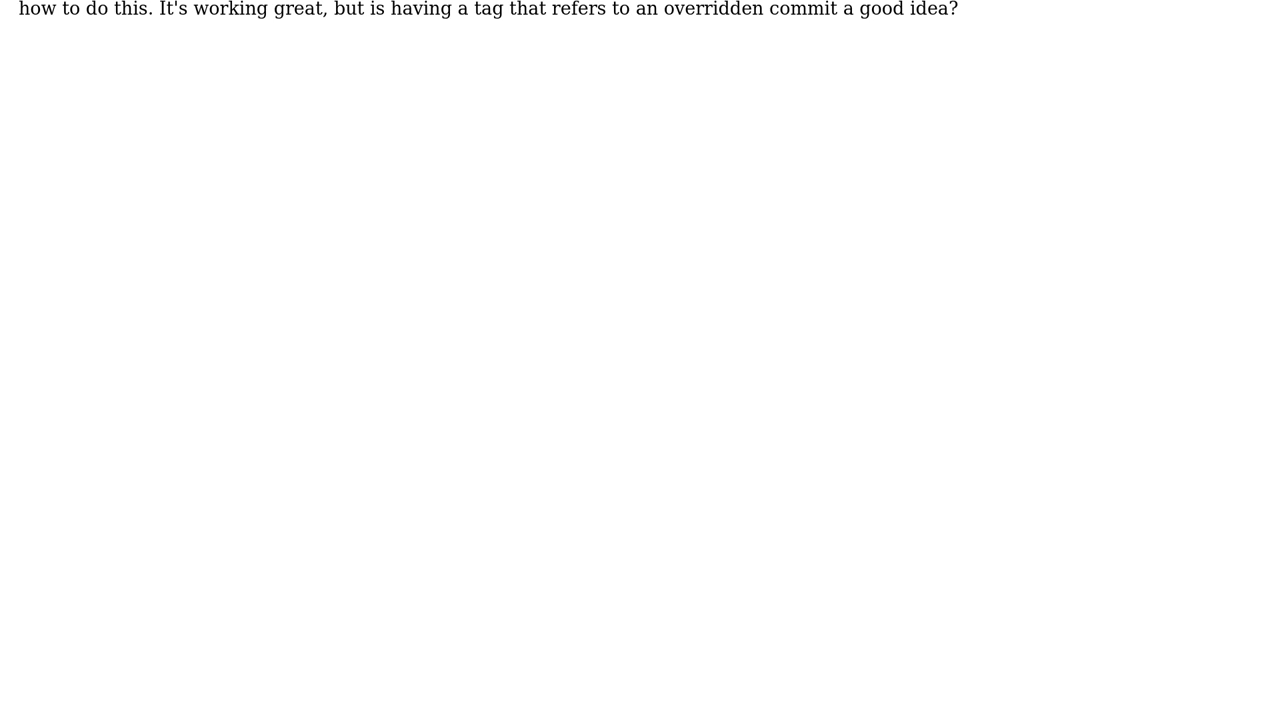 how to do this. It's working great, but is having a tag that refers to an overridden commit a good idea?